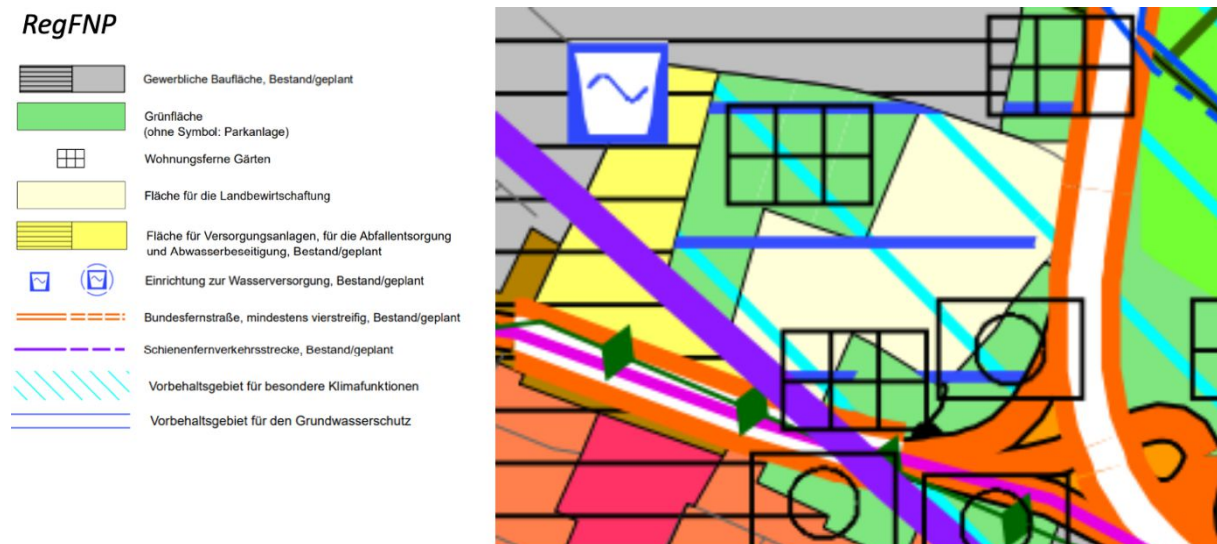 RegFNP
Gewerbliche Baufläche, Bestand/geplant
Grünfläche
(ohne Symbol: Parkanlage)
Wohnungsferne Gärten
Fläche für die Landbewirtschaftung
Fläche für Versorgungsanlagen, für die Abfallentsorgung
und Abwasserbeseitigung, Bestand/geplant
Einrichtung zur Wasserversorgung, Bestand/geplant
Bundesfernstraße, mindestens vierstreifig, Bestand/geplant
Schienenfernverkehrsstrecke, Bestand/geplant
Vorbehaltsgebiet für besondere Klimafunktionen
Vorbehaltsgebiet für den Grundwasserschutz